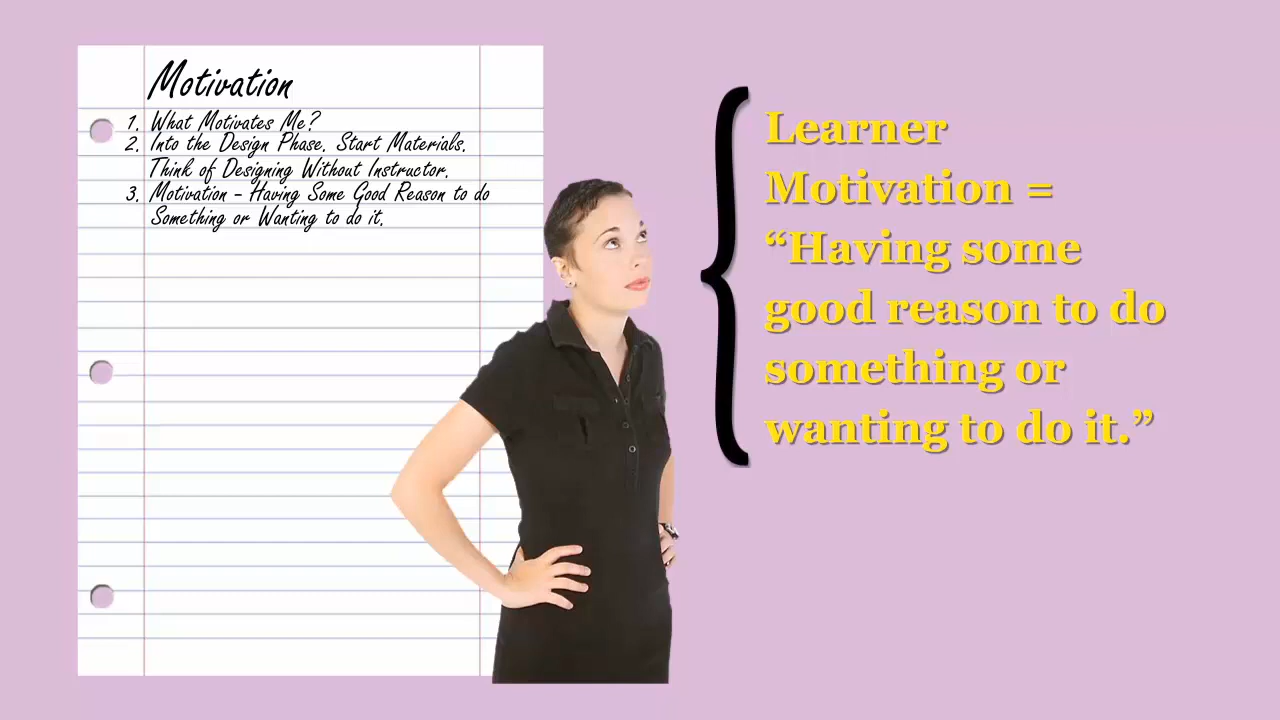 Motivation
1. What Motivates Me?
2. Into the Design Phase. Start Materials.
Think of Designing Without Instructor.
3. Motivation - Having Some Good Reason to do
Something or Wanting to do it.
Learner
Motivation =
“Having some
good reason to do
something or
wanting to do it.”